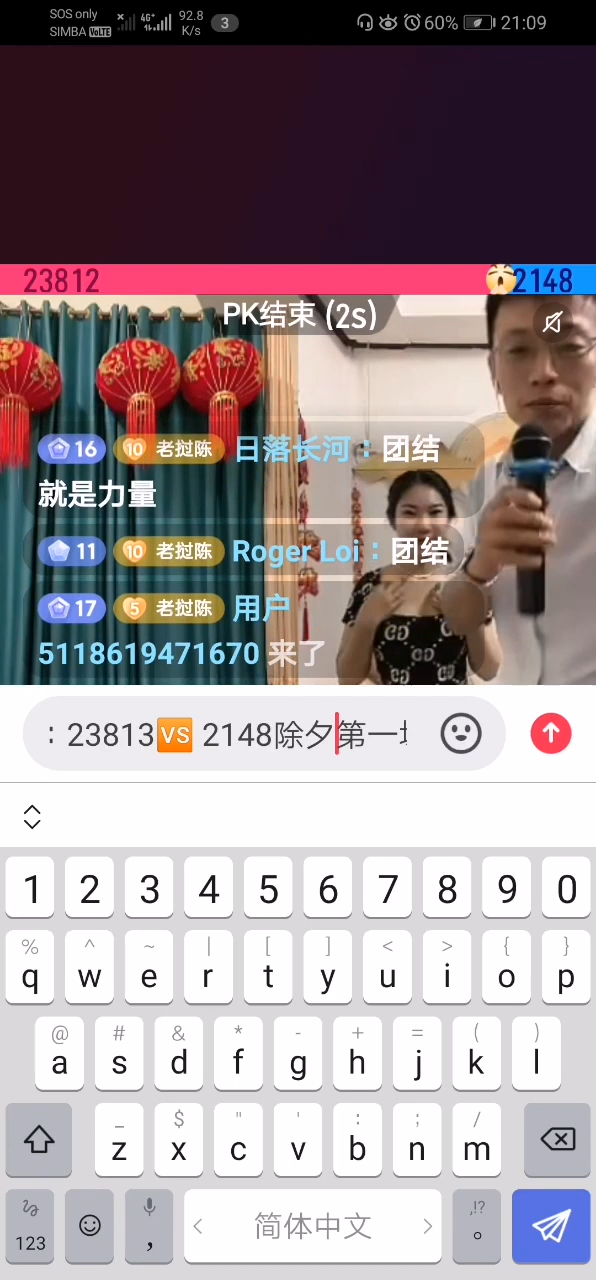 SOS only
SIMBA VoLTE
4G+
92.8
K/s
3
60%
21:09
23812
2148
PK结束 (2s)
16 10 老挝陈 日落长河：团结
就是力量
11 10 老挝陈 Roger Loi：团结
17 5 老挝陈 用户
5118619471670 来了
：23813🆚 2148除夕第一
1 2 3 4 5 6 7 8 9 0
% ^ ~ | [ ] < > { }
q w e r t y u i o p
@ # & * - + = ( )
a s d f g h j k l
_ $ " ' : ; /
z x c v b n m
123 , 简体中文 ,!? 。